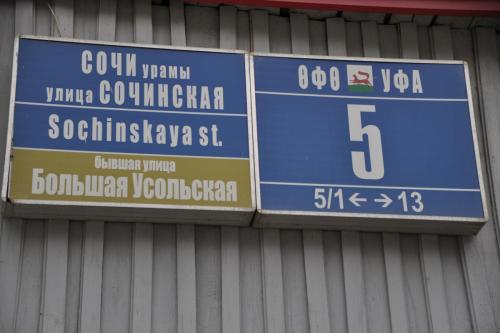 СОЧИ урамы
улица СОЧИНСКАЯ
Sochinskaya st.
бывшая улица
Большая Усольская
ӨФӨ УФА
5
5/1 ← → 13